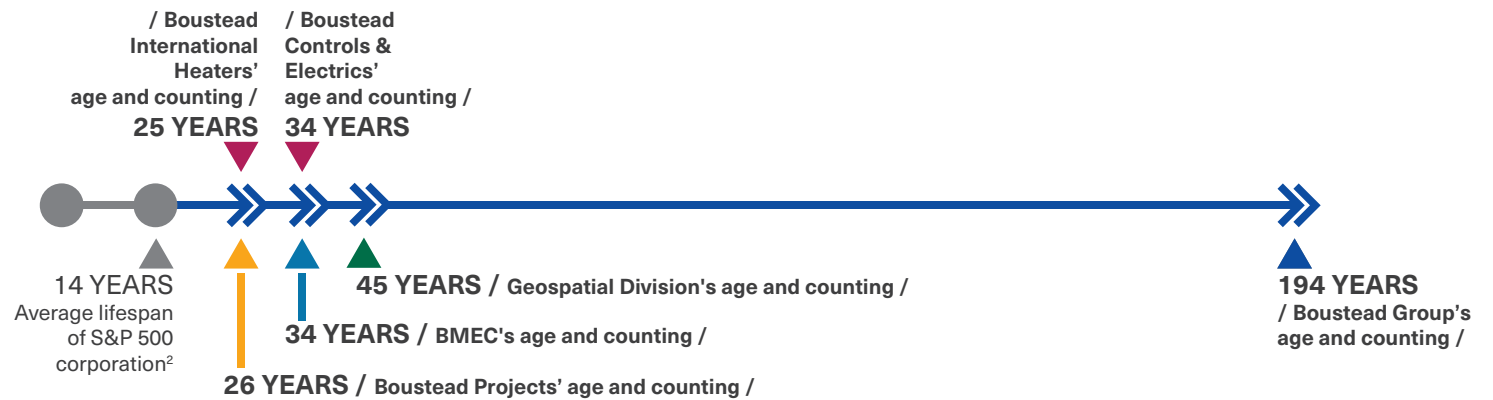 / Boustead
International
Heaters’
age and counting /
25 YEARS
/ Boustead
Controls &
Electrics’
age and counting /
34 YEARS
14 YEARS
Average lifespan
of S&P 500
corporation²
45 YEARS / Geospatial Division's age and counting /
34 YEARS / BMEC's age and counting /
26 YEARS / Boustead Projects’ age and counting /
194 YEARS
/ Boustead Group’s
age and counting /